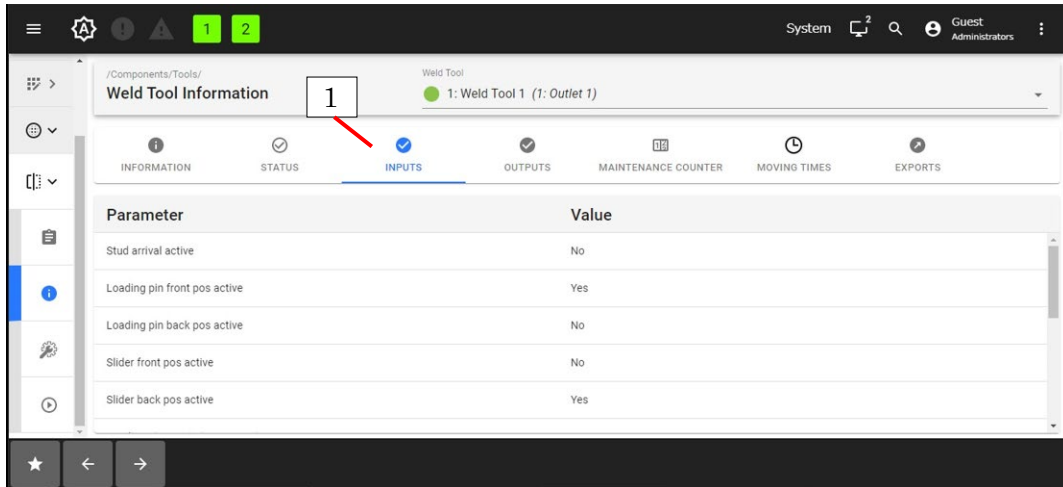 A
1
2
System
2
Guest
Administrators
/Components/Tools/
Weld Tool Information
1
Weld Tool
1: Weld Tool 1 (1: Outlet 1)
INFORMATION
STATUS
INPUTS
OUTPUTS
MAINTENANCE COUNTER
MOVING TIMES
EXPORTS
Parameter Value
Stud arrival active No
Loading pin front pos active Yes
Loading pin back pos active No
Slider front pos active No
Slider back pos active Yes